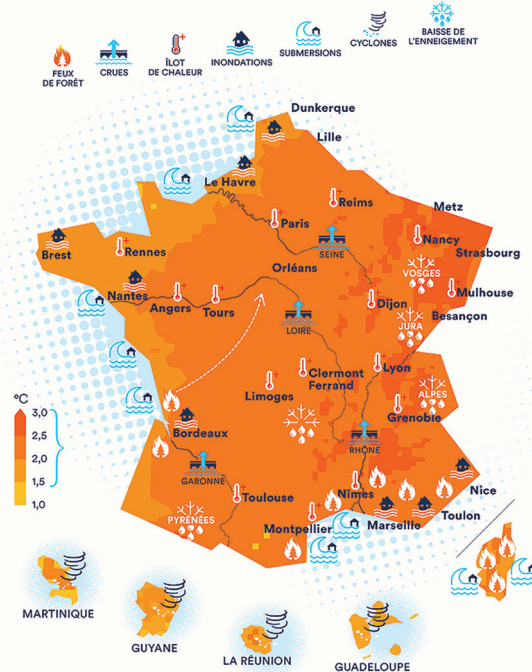 FEUX
DE FORÊT
CRUES
ÎLOT
DE CHALEUR
INONDATIONS
SUBMERSIONS
CYCLONES
BAISSE
DE L'ENNEIGEMENT
Dunkerque
Lille
Le Havre
Reims
Metz
Paris
Nancy
Strasbourg
Brest
Rennes
SEINE
VOSGES
Orléans
Nantes
Angers
Tours
Dijon
Mulhouse
Besançon
LOIRE
JURA
Clermont
Ferrand
Lyon
Limoges
ALPES
Grenoble
°C
3,0
2,5
2,0
1,5
1,0
Bordeaux
RHÔNE
GARONNE
Toulouse
Nîmes
Nice
PYRÉNÉES
Montpellier
Marseille
Toulon
MARTINIQUE
GUYANE
LA RÉUNION
GUADELOUPE